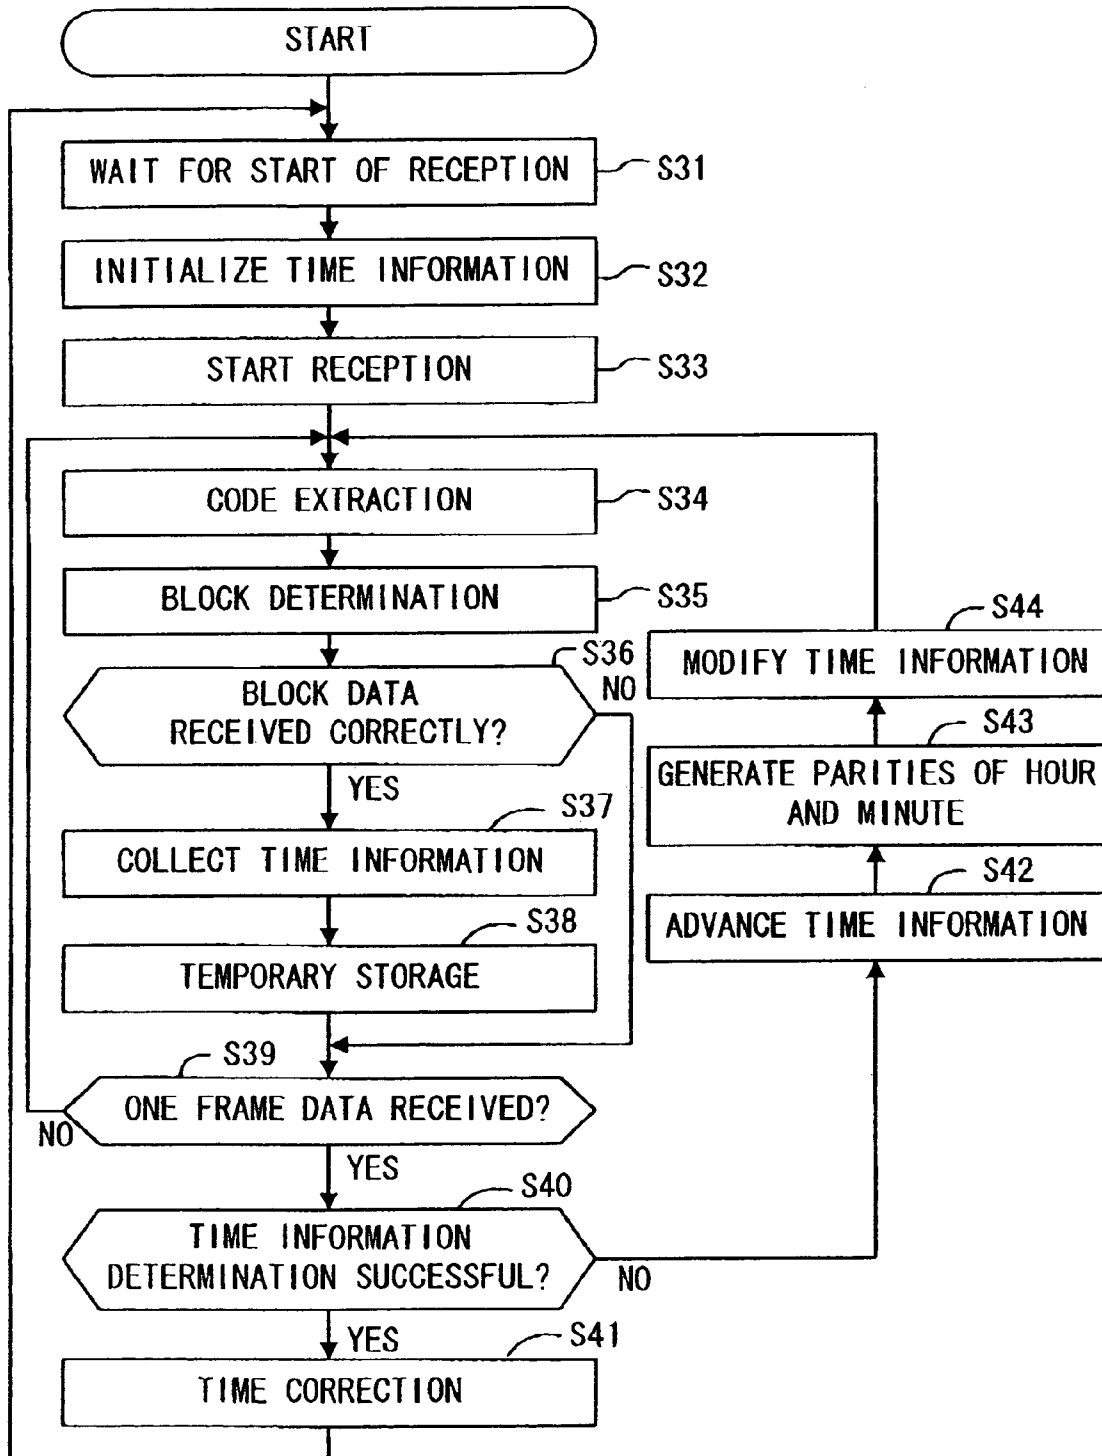 START
WAIT FOR START OF RECEPTION
S31
INITIALIZE TIME INFORMATION
S32
START RECEPTION
S33
CODE EXTRACTION
S34
BLOCK DETERMINATION
S35
S36
BLOCK DATA
RECEIVED CORRECTLY?
NO
YES
S37
COLLECT TIME INFORMATION
S38
TEMPORARY STORAGE
S39
ONE FRAME DATA RECEIVED?
NO
YES
S40
TIME INFORMATION
DETERMINATION SUCCESSFUL?
NO
YES
S41
TIME CORRECTION
S44
MODIFY TIME INFORMATION
S43
GENERATE PARITIES OF HOUR
AND MINUTE
S42
ADVANCE TIME INFORMATION